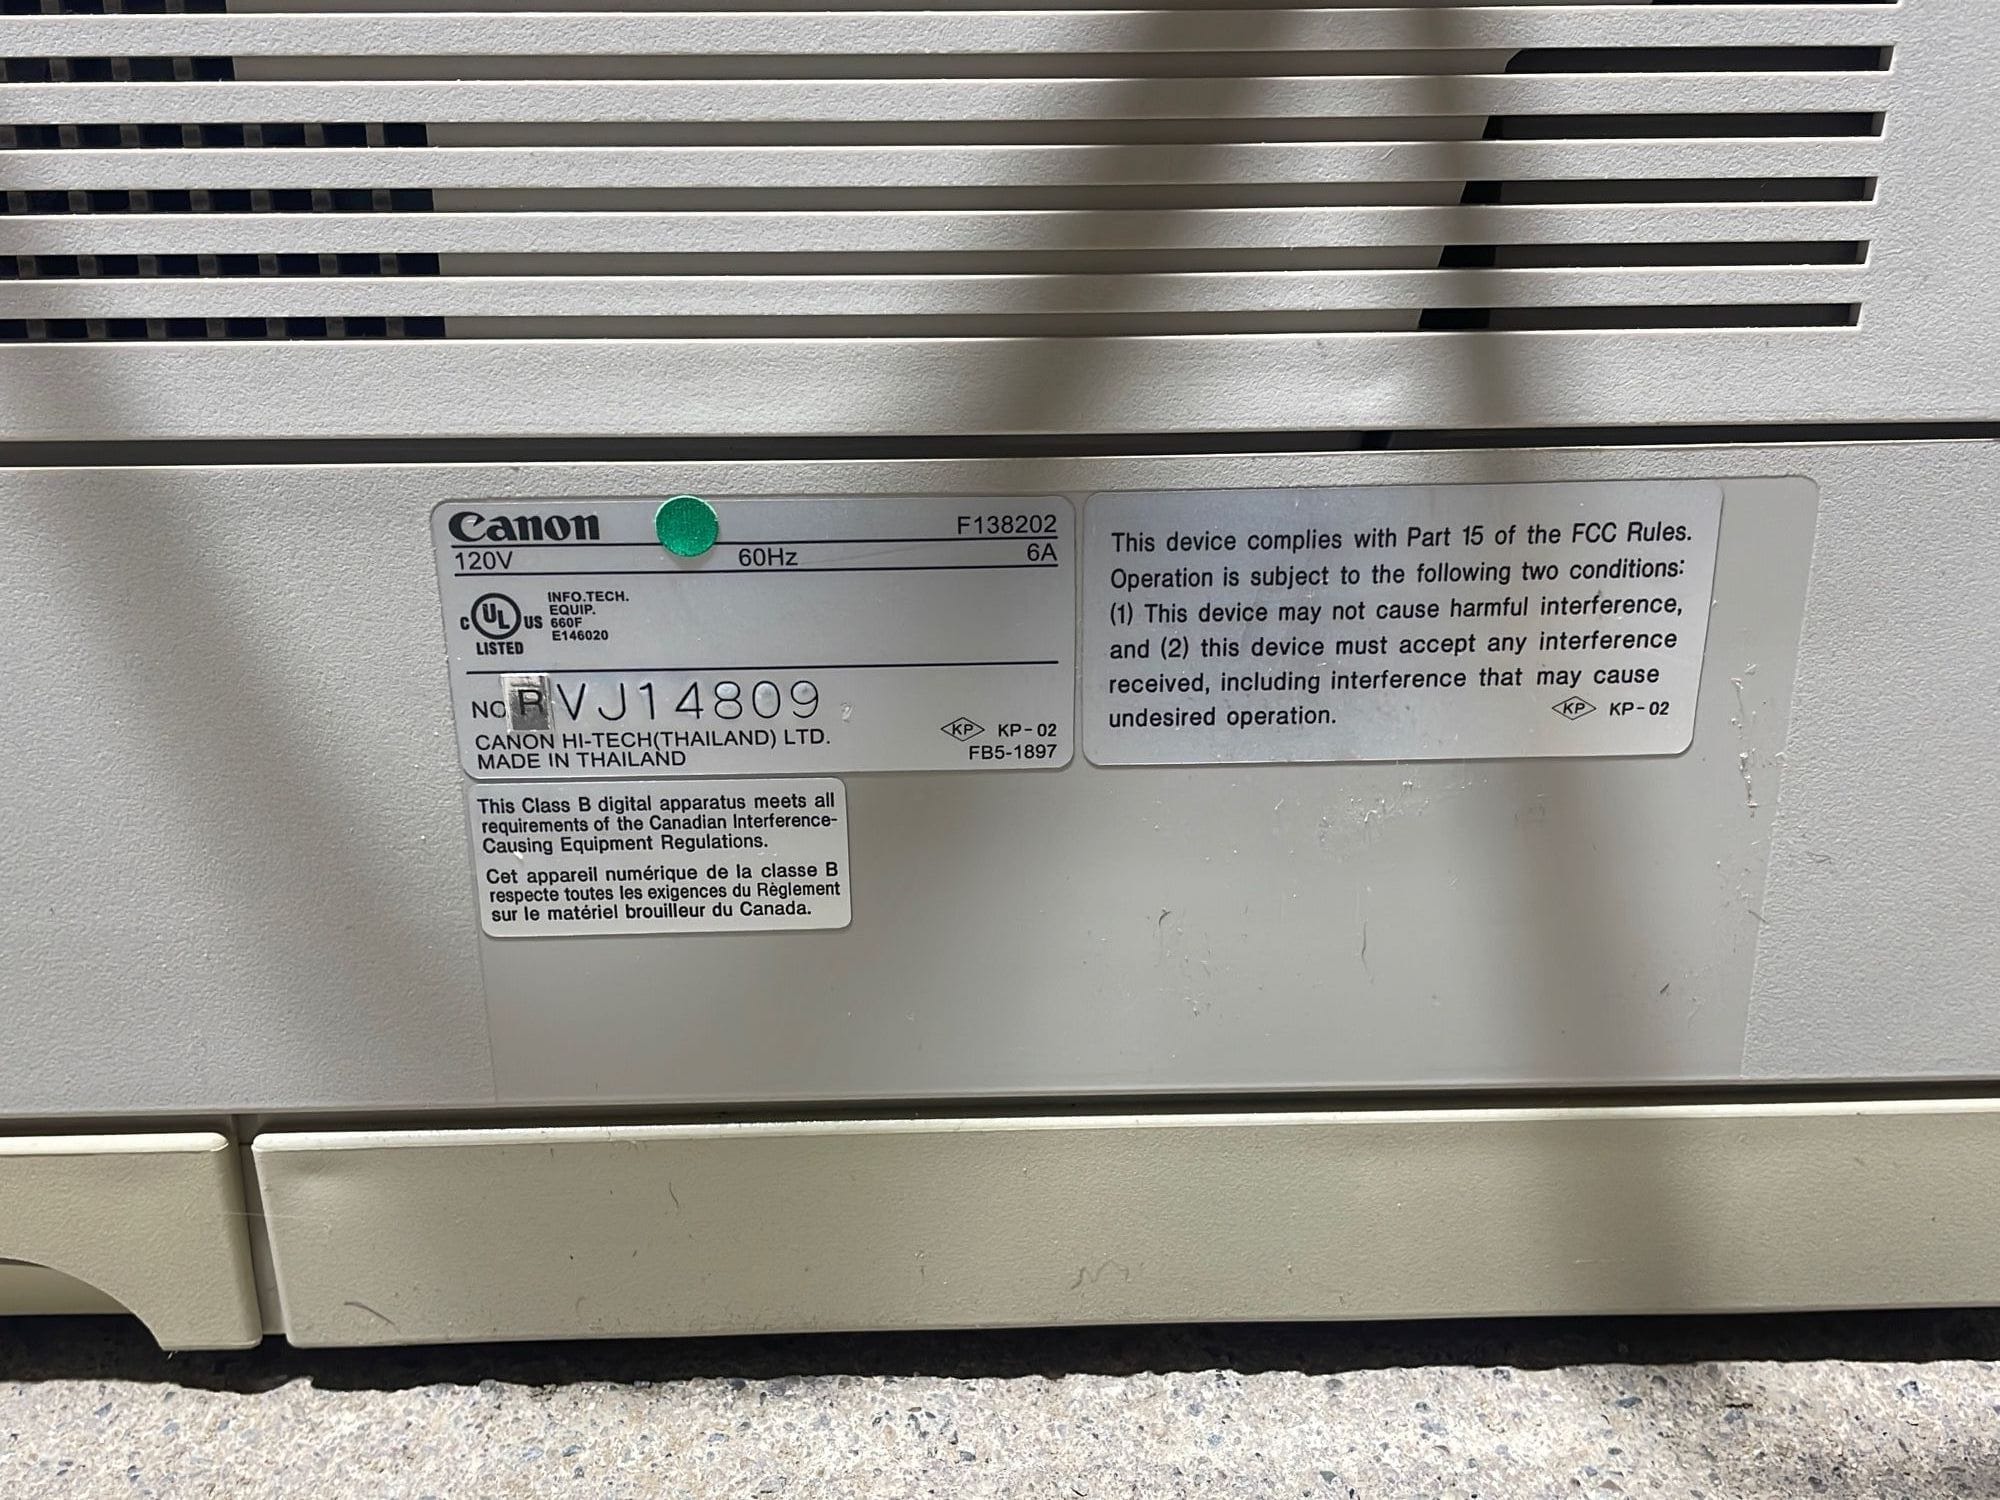 Canon F138202
120V 60Hz 6A
C UL US LISTED
INFO.TECH.
EQUIP.
660F
E146020
NO R VJ14809
CANON HI-TECH(THAILAND) LTD.
MADE IN THAILAND
KP KP-02
FB5-1897
This device complies with Part 15 of the FCC Rules.
Operation is subject to the following two conditions:
(1) This device may not cause harmful interference,
and (2) this device must accept any interference
received, including interference that may cause
undesired operation.
KP KP-02
This Class B digital apparatus meets all
requirements of the Canadian Interference-
Causing Equipment Regulations.
Cet appareil numérique de la classe B
respecte toutes les exigences du Règlement
sur le matériel brouilleur du Canada.